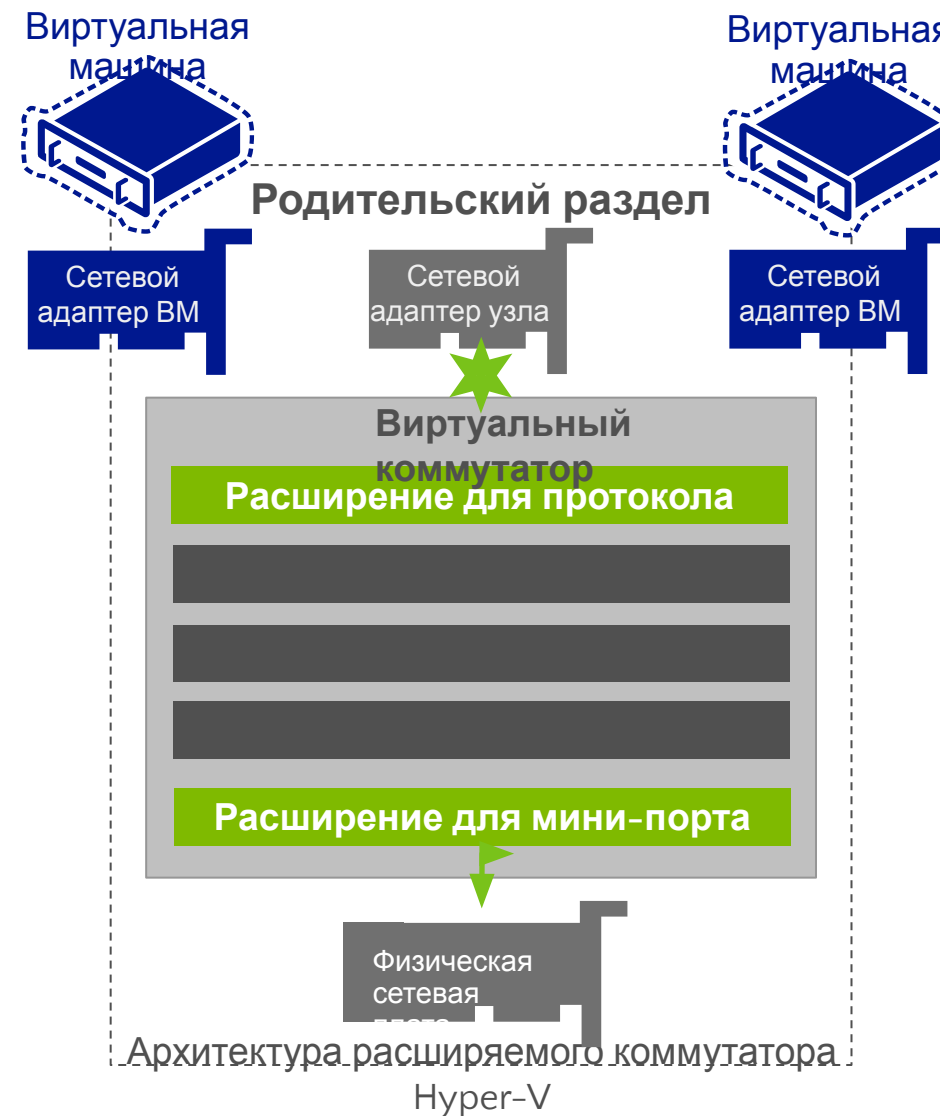 Виртуальная
машина
Виртуальная
машина
Родительский раздел
Сетевой
адаптер ВМ
Сетевой
адаптер узла
Сетевой
адаптер ВМ
Виртуальный
коммутатор
Расширение для протокола
Расширение для мини-порта
Физическая
сетевая
плата
Архитектура расширяемого коммутатора
Hyper-V